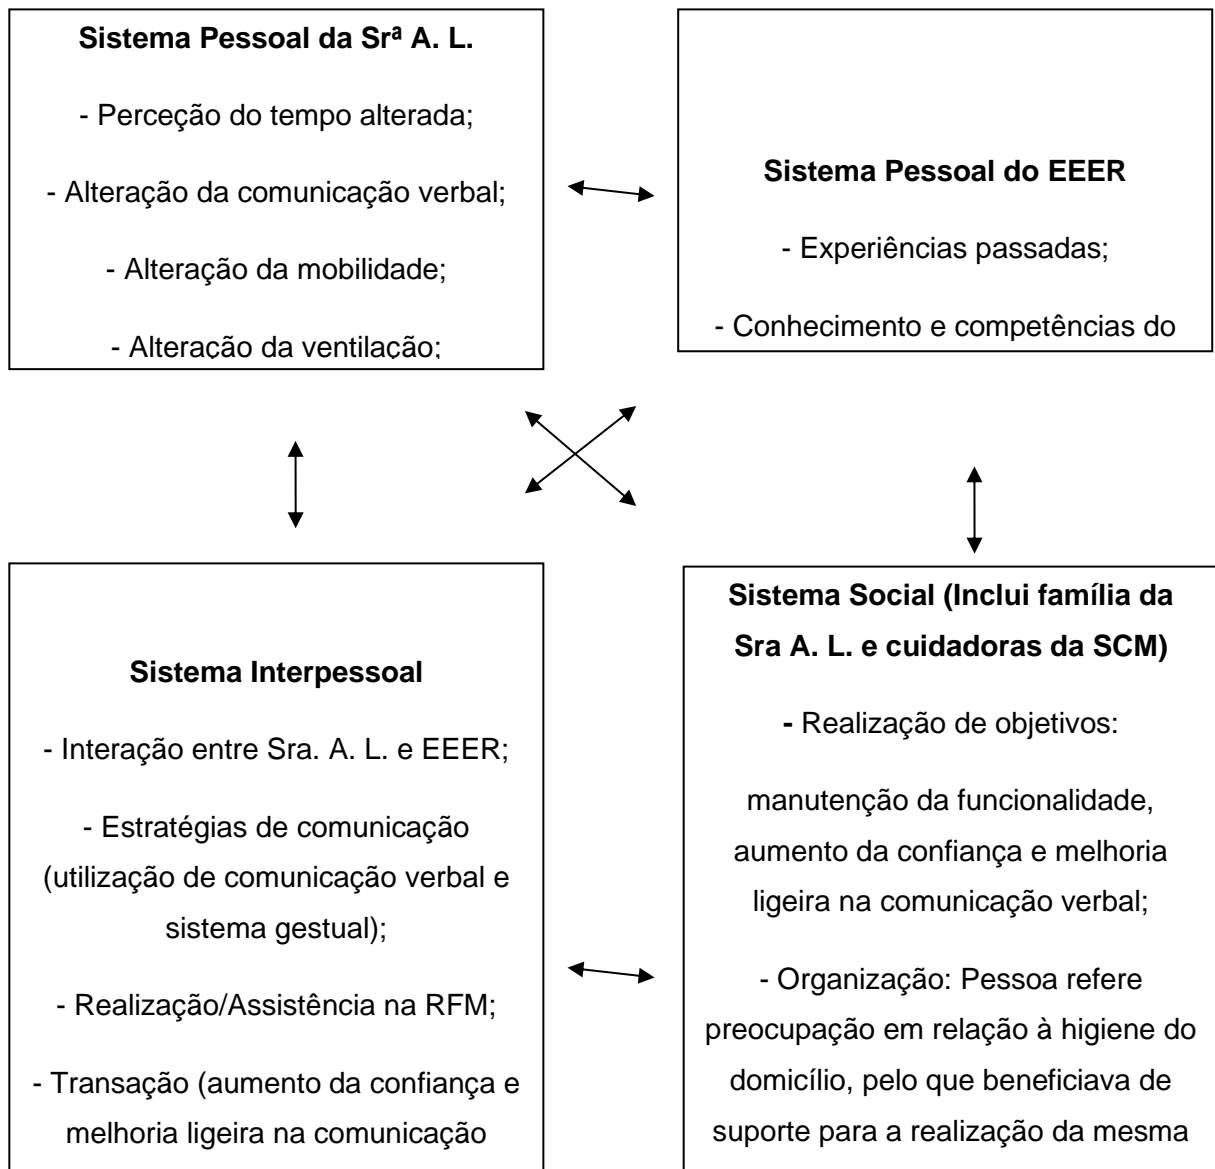 Sistema Pessoal da Srª A. L.
- Perceção do tempo alterada;
- Alteração da comunicação verbal;
- Alteração da mobilidade;
- Alteração da ventilação;
Sistema Pessoal do EEER
- Experiências passadas;
- Conhecimento e competências do
Sistema Interpessoal
- Interação entre Sra. A. L. e EEER;
- Estratégias de comunicação
(utilização de comunicação verbal e
sistema gestual);
- Realização/Assistência na RFM;
- Transação (aumento da confiança e
melhoria ligeira na comunicação
Sistema Social (Inclui família da
Sra A. L. e cuidadoras da SCM)
- Realização de objetivos:
manutenção da funcionalidade,
aumento da confiança e melhoria
ligeira na comunicação verbal;
- Organização: Pessoa refere
preocupação em relação à higiene do
domicílio, pelo que beneficiava de
suporte para a realização da mesma